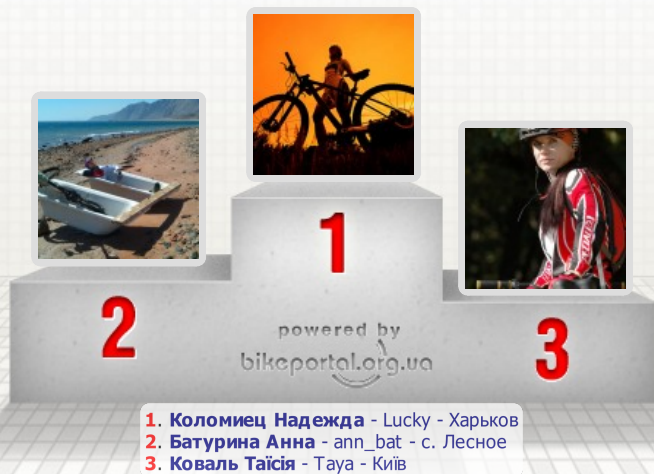 1
2
3
powered by
bikeportal.org.ua
1. Коломиец Надежда - Lucky - Харьков
2. Батурина Анна - ann_bat - с. Лесное
3. Коваль Таїсія - Taya - Київ